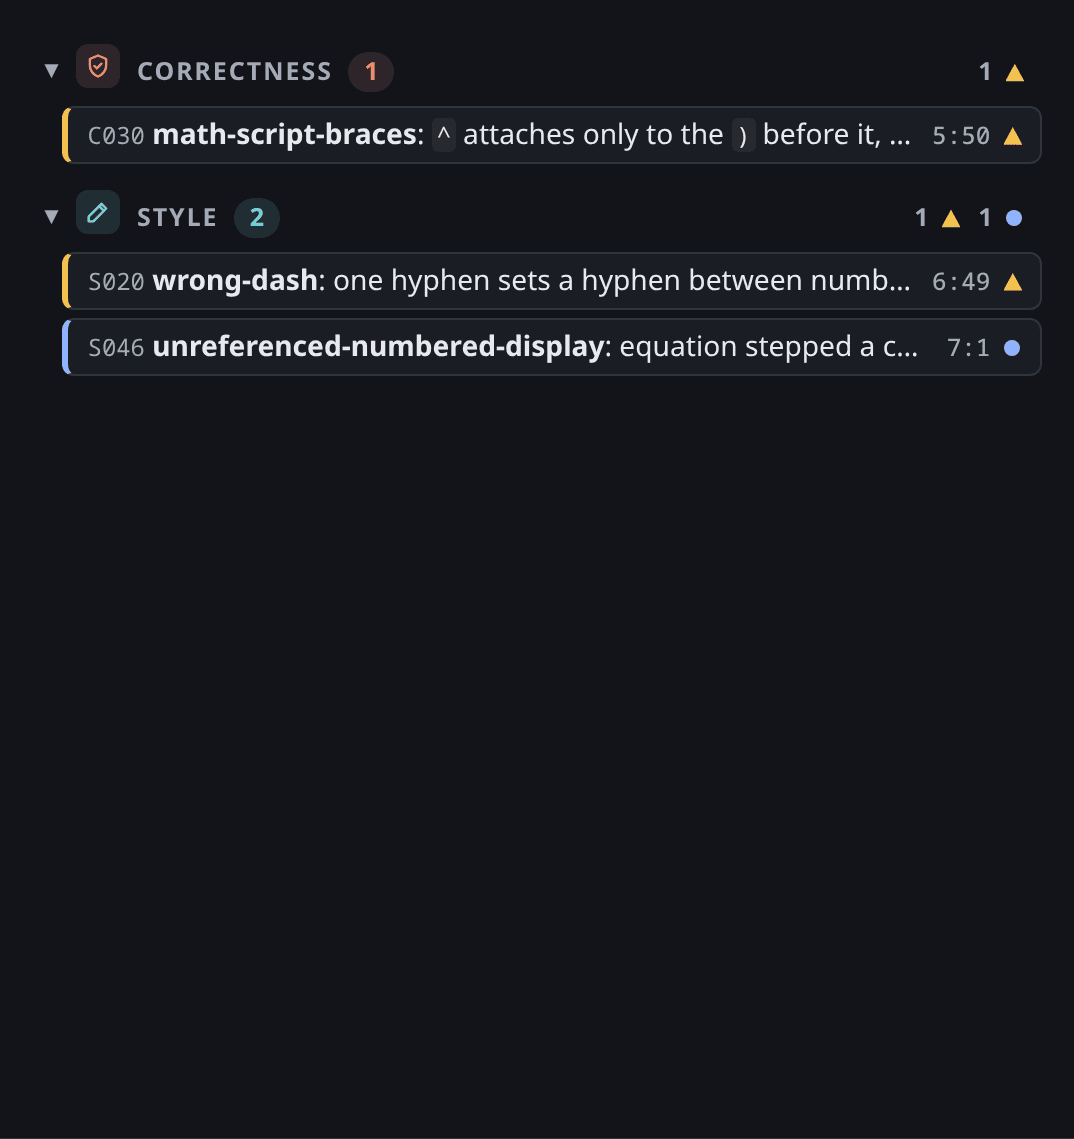 ▼ CORRECTNESS 1 1 ▲
C030 math-script-braces: ^ attaches only to the ) before it, … 5:50 ▲
▼ STYLE 2 1 ▲ 1 ●
S020 wrong-dash: one hyphen sets a hyphen between numb… 6:49 ▲
S046 unreferenced-numbered-display: equation stepped a c… 7:1 ●